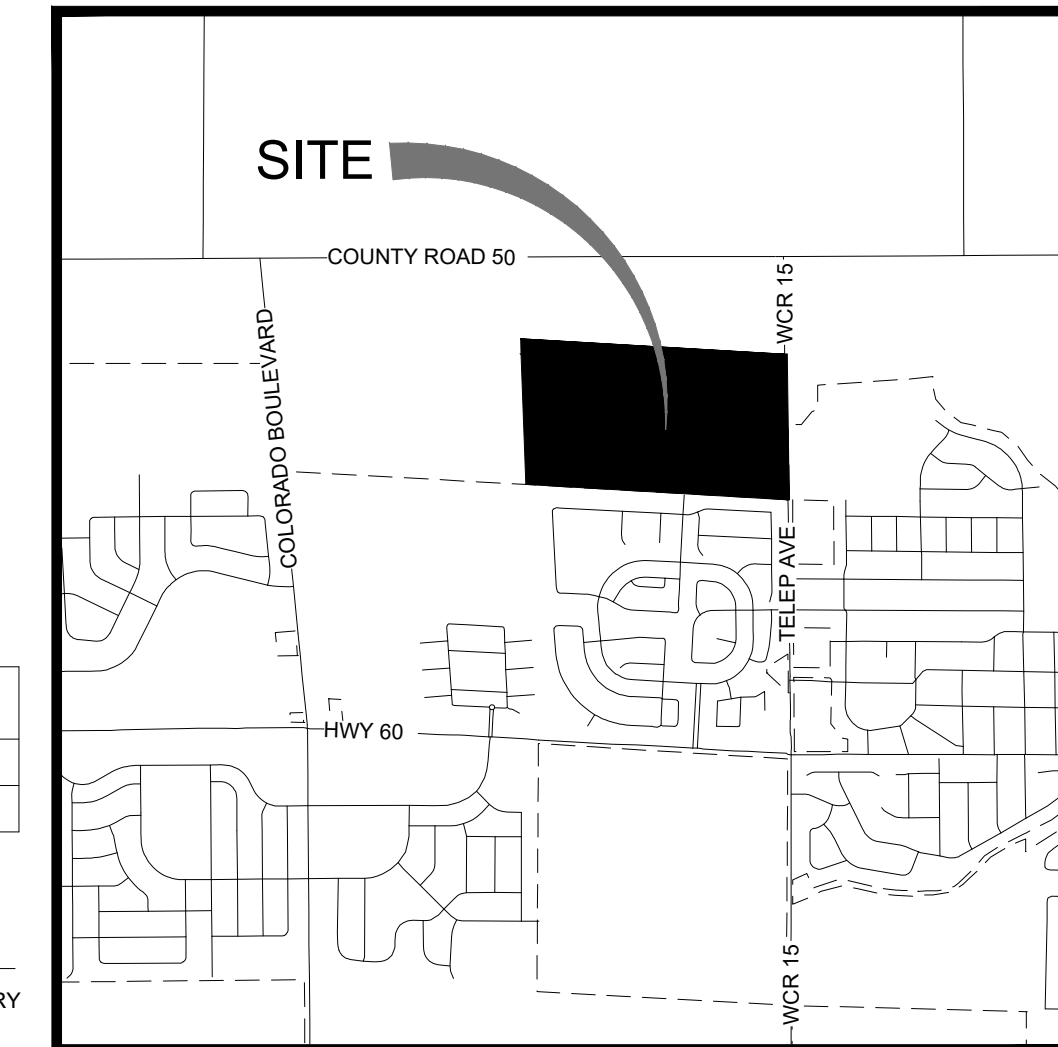 SITE
COUNTY ROAD 50
WCR 15
COLORADO BOULEVARD
TELEP AVE
HWY 60
WCR 15
RY